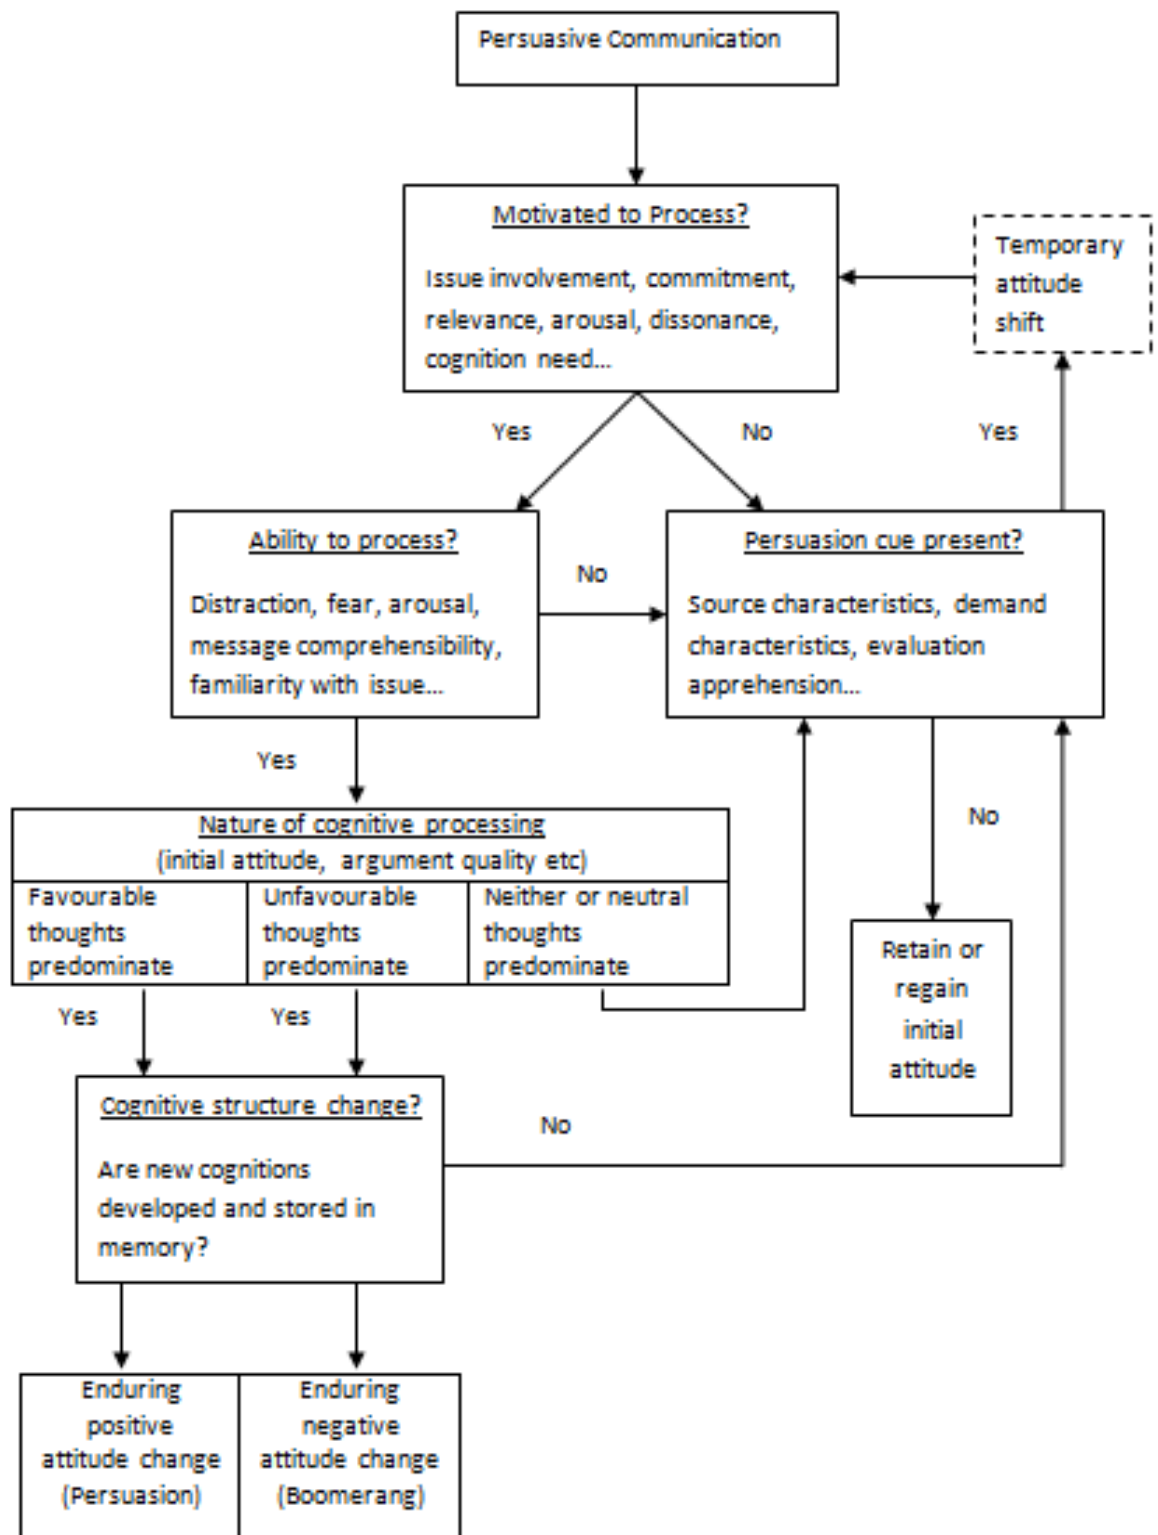 Persuasive Communication
Motivated to Process?
Issue involvement, commitment,
relevance, arousal, dissonance,
cognition need...
Temporary
attitude
shift
Yes
No
Yes
Ability to process?
Distraction, fear, arousal,
message comprehensibility,
familiarity with issue...
No
Persuasion cue present?
Source characteristics, demand
characteristics, evaluation
apprehension...
Yes
No
Nature of cognitive processing
(initial attitude, argument quality etc)
Favourable
thoughts
predominate
Unfavourable
thoughts
predominate
Neither or neutral
thoughts
predominate
Retain or
regain
initial
attitude
Yes
Yes
Cognitive structure change?
Are new cognitions
developed and stored in
memory?
No
Enduring
positive
attitude change
(Persuasion)
Enduring
negative
attitude change
(Boomerang)